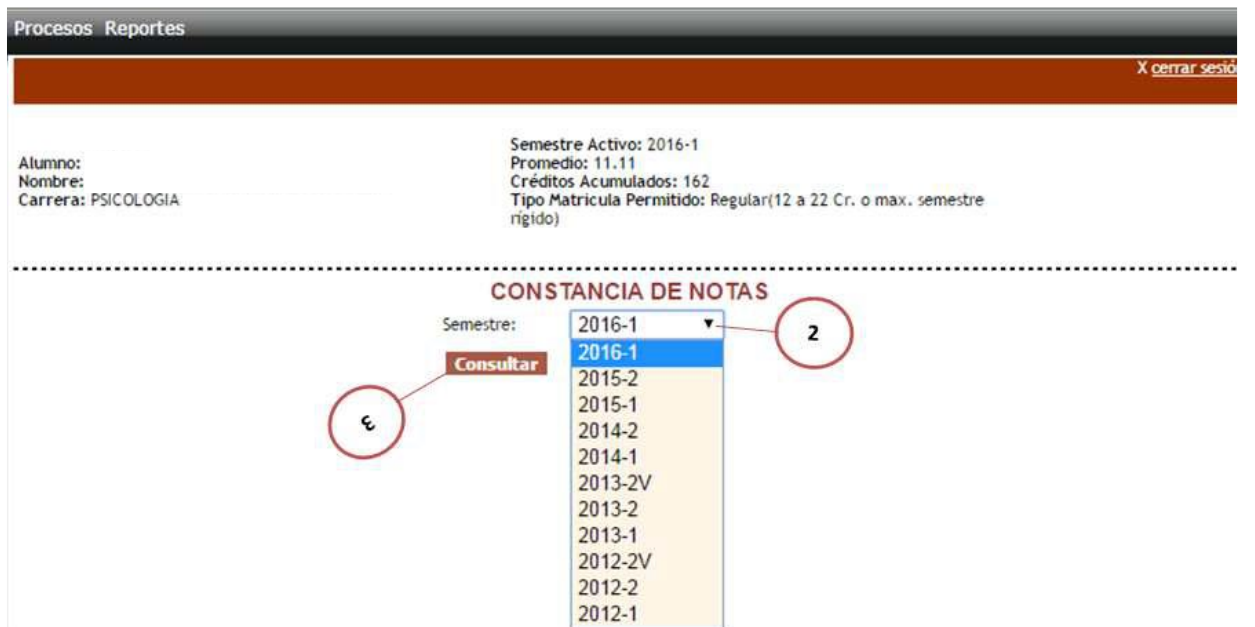 Procesos Reportes
X cerrar sesió
Alumno:
Nombre:
Carrera: PSICOLOGIA
Semestre Activo: 2016-1
Promedio: 11.11
Créditos Acumulados: 162
Tipo Matricula Permitido: Regular(12 a 22 Cr. o max. semestre
rígido)
CONSTANCIA DE NOTAS
Semestre: 2016-1 ▼
2
Consultar
3
2016-1
2015-2
2015-1
2014-2
2014-1
2013-2V
2013-2
2013-1
2012-2V
2012-2
2012-1